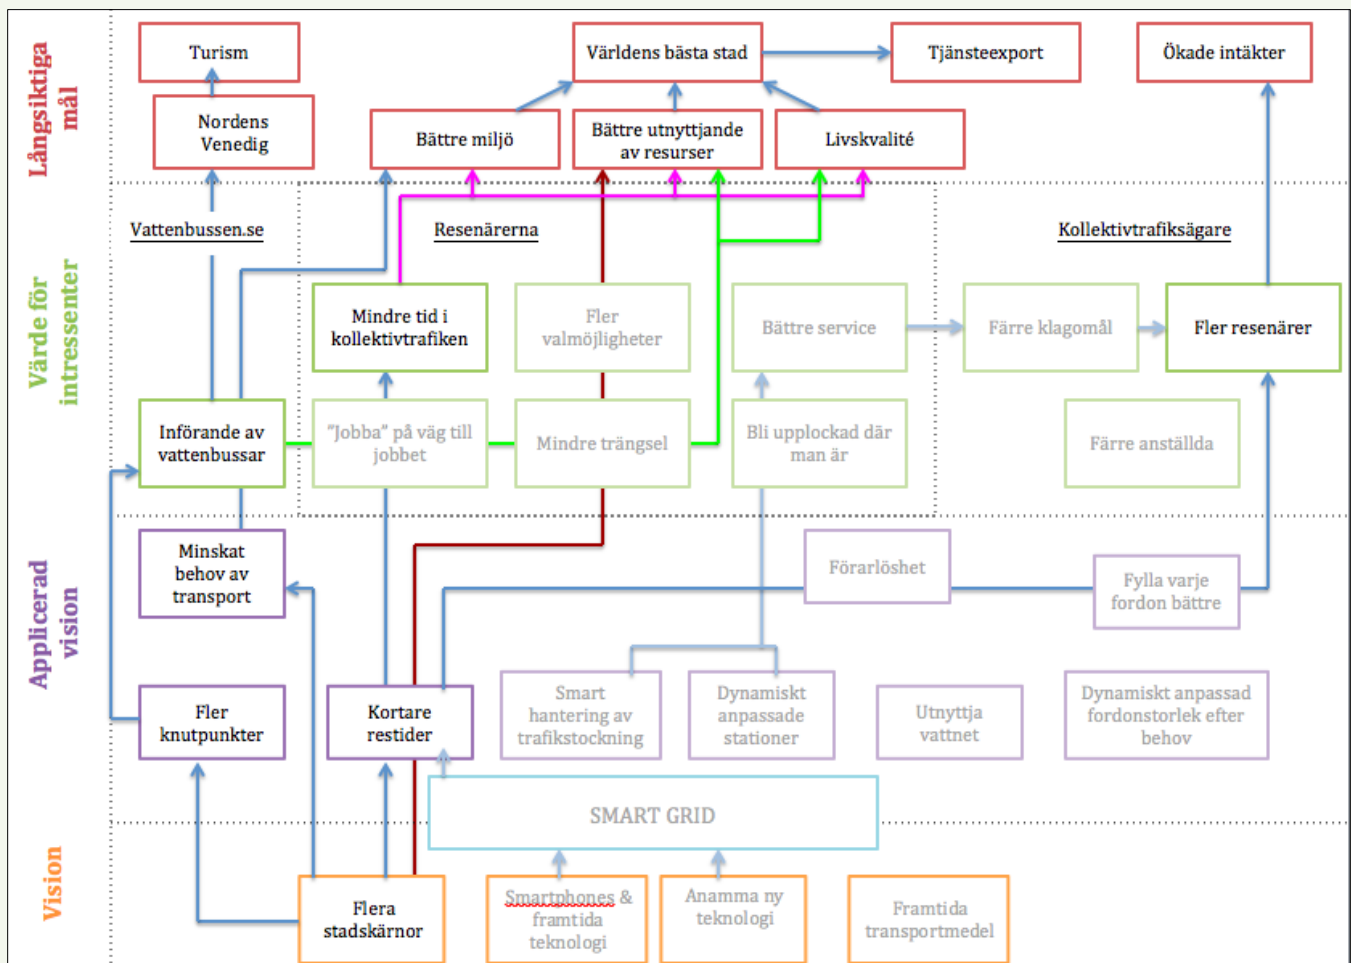 Långsiktiga
mål
Turism
Världens bästa stad
Tjänsteexport
Ökade intäkter
Nordens
Venedig
Bättre miljö
Bättre utnyttjande
av resurser
Livskvalité
Värde för
intressenter
Vattenbussen.se
Resenärerna
Kollektivtrafiksägare
Mindre tid i
kollektivtrafiken
Fler
valmöjligheter
Bättre service
Färre klagomål
Fler resenärer
Införande av
vattenbussar
"Jobba" på väg till
jobbet
Mindre trängsel
Bli upplockad där
man är
Färre anställda
Applicerad
vision
Minskat
behov av
transport
Förarlöshet
Fylla varje
fordon bättre
Fler
knutpunkter
Kortare
restider
Smart
hantering av
trafikstockning
Dynamiskt
anpassade
stationer
Utnyttja
vattnet
Dynamiskt anpassad
fordonstorlek efter
behov
SMART GRID
Vision
Flera
stadskärnor
Smartphones &
framtida
teknologi
Anamma ny
teknologi
Framtida
transportmedel